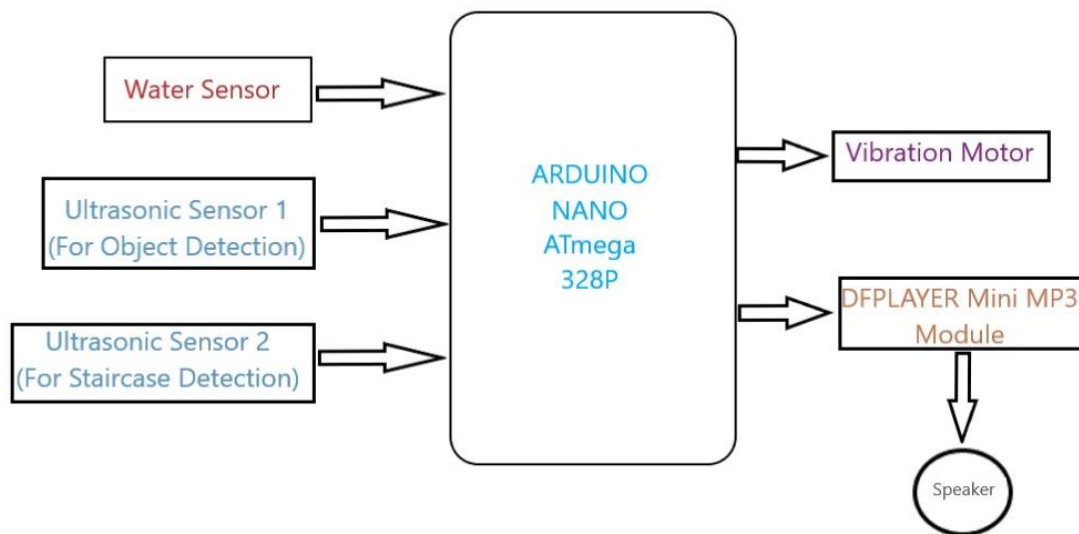 Water Sensor
Ultrasonic Sensor 1
(For Object Detection)
Ultrasonic Sensor 2
(For Staircase Detection)
ARDUINO
NANO
ATmega
328P
Vibration Motor
DFPLAYER Mini MP3
Module
Speaker